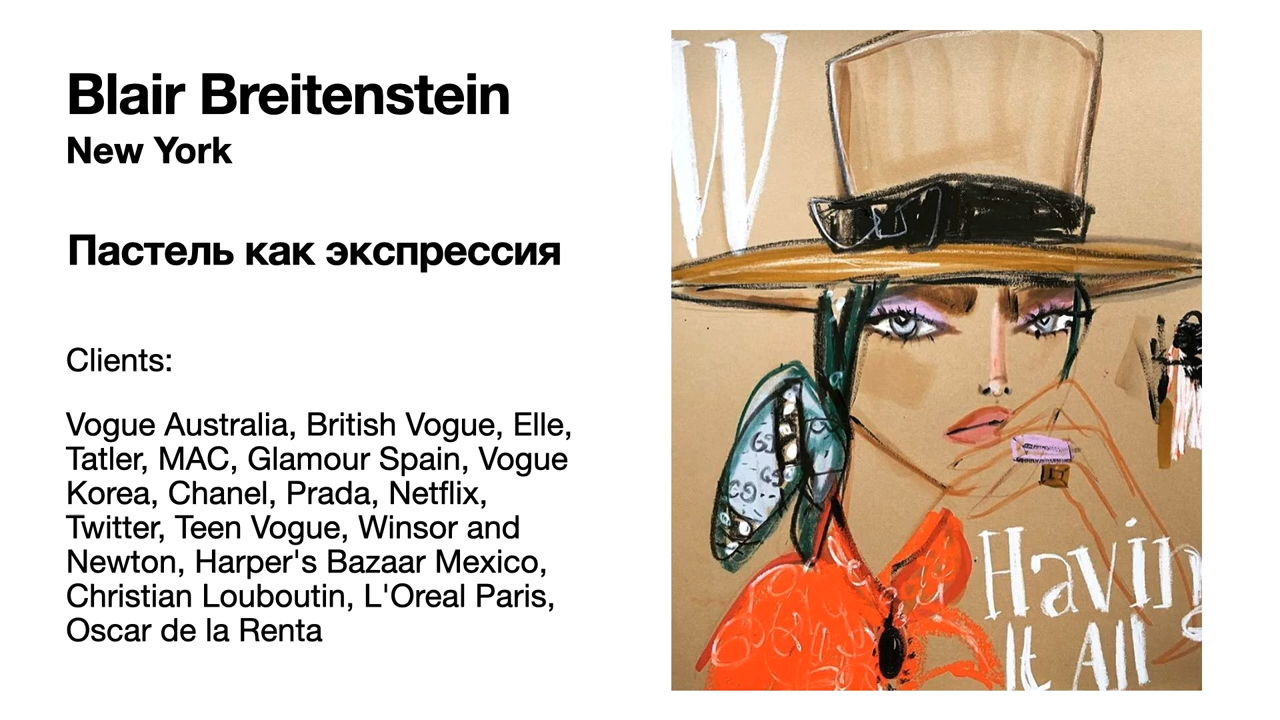 Blair Breitenstein
New York
Пастель как экспрессия
Clients:
Vogue Australia, British Vogue, Elle,
Tatler, MAC, Glamour Spain, Vogue
Korea, Chanel, Prada, Netflix,
Twitter, Teen Vogue, Winsor and
Newton, Harper's Bazaar Mexico,
Christian Louboutin, L'Oreal Paris,
Oscar de la Renta
W
Having
It All